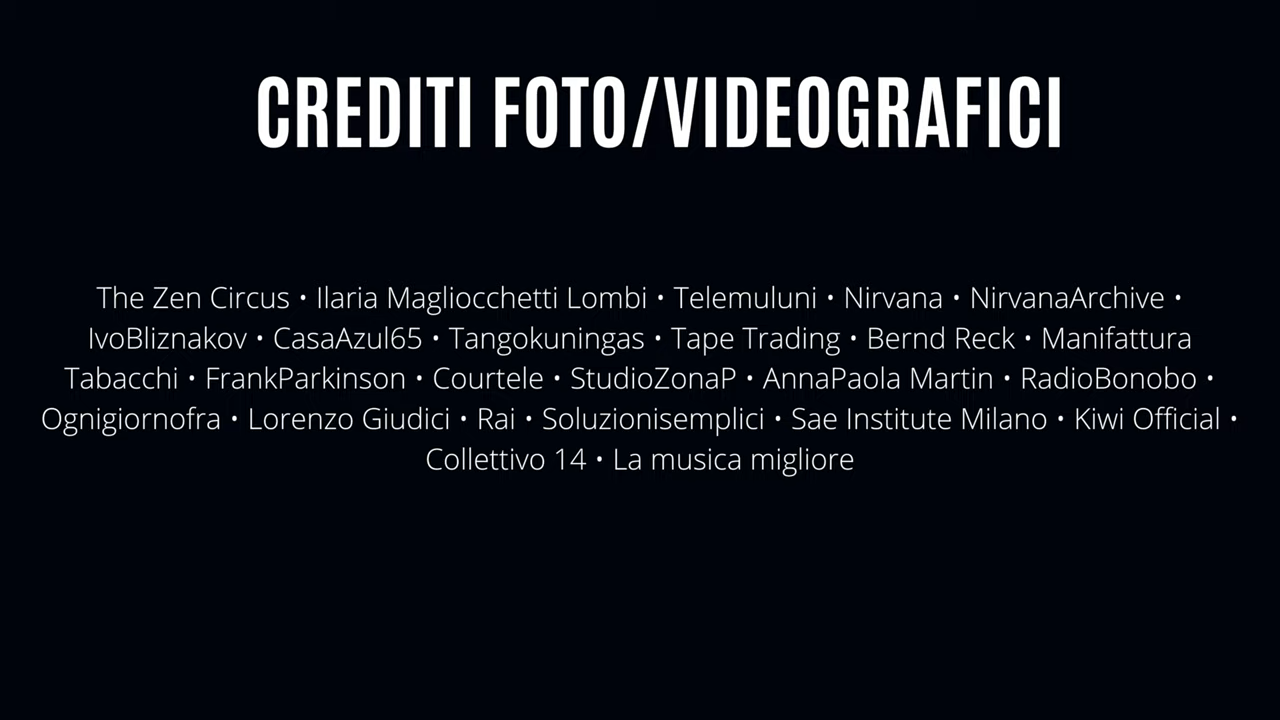 CREDITI FOTO/VIDEOGRAFICI
The Zen Circus • Ilaria Magliocchetti Lombi • Telemuluni • Nirvana • NirvanaArchive •
IvoBliznakov • CasaAzul65 • Tangokuningas • Tape Trading • Bernd Reck • Manifattura
Tabacchi • FrankParkinson • Courtele • StudioZonaP • AnnaPaola Martin • RadioBonobo •
Ognigiornofra • Lorenzo Giudici • Rai • Soluzionisemplici • Sae Institute Milano • Kiwi Official •
Collettivo 14 • La musica migliore